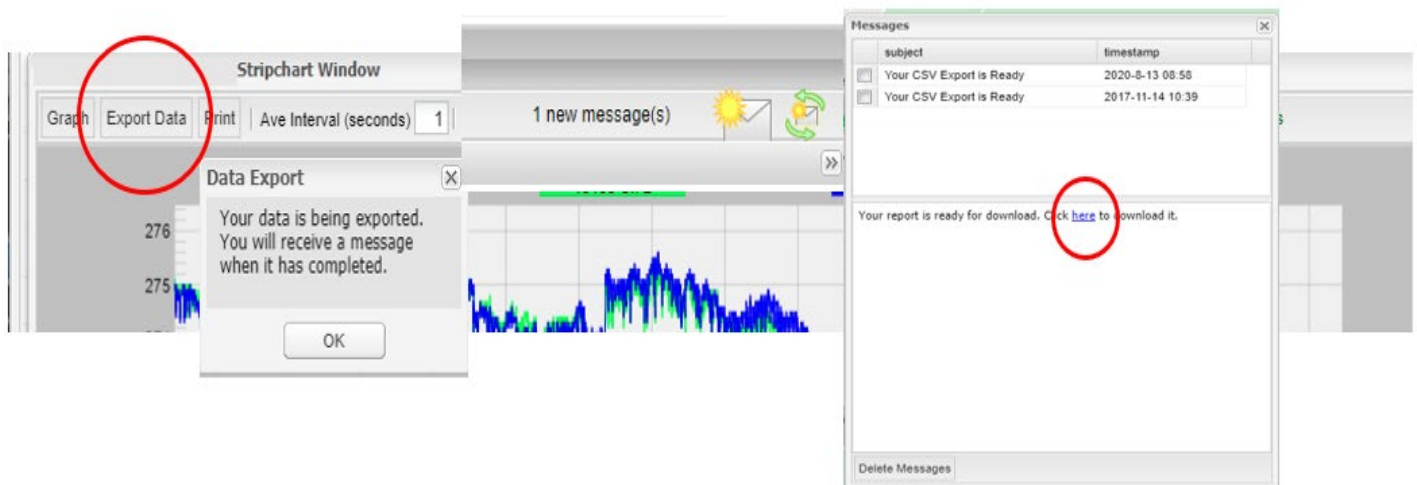 Stripchart Window
Graph Export Data Print Ave Interval (seconds) 1
Data Export
Your data is being exported.
You will receive a message
when it has completed.
OK
276
275
1 new message(s)
Messages
subject timestamp
Your CSV Export is Ready 2020-8-13 08:58
Your CSV Export is Ready 2017-11-14 10:39
Your report is ready for download. Click here to download it.
Delete Messages